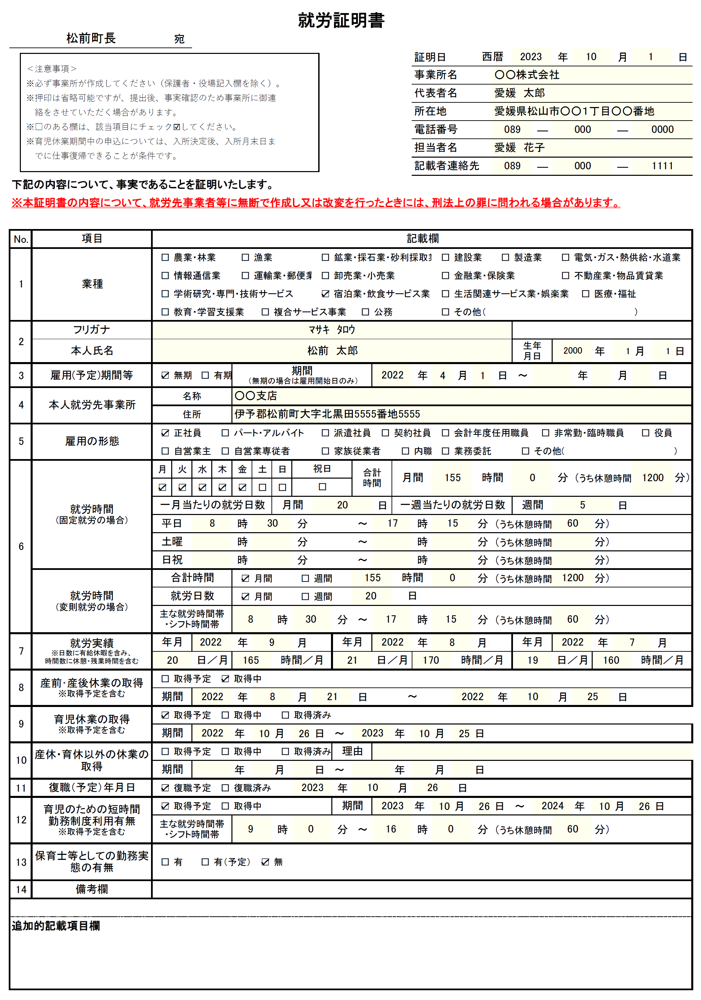 就労証明書
松前町長 宛
＜注意事項＞
※必ず事業所が作成してください（保護者・役場記入欄を除く）。
※押印は省略可能ですが、提出後、事実確認のため事業所に御連
絡をさせていただく場合があります。
※□のある欄は、該当項目にチェック☑してください。
※育児休業期間中の申込については、入所決定後、入所月末日ま
でに仕事復帰できることが条件です。
証明日 西暦 2023 年 10 月 1 日
事業所名 〇〇株式会社
代表者名 愛媛 太郎
所在地 愛媛県松山市〇〇１丁目〇〇番地
電話番号 089 ― 000 ― 0000
担当者名 愛媛 花子
記載者連絡先 089 ― 000 ― 1111
下記の内容について、事実であることを証明いたします。
※本証明書の内容について、就労先事業者等に無断で作成し又は改変を行ったときには、刑法上の罪に問われる場合があります。
No. 項目 記載欄
1 業種
□ 農業・林業 □ 漁業 □ 鉱業・採石業・砂利採取 □ 建設業 □ 製造業 □ 電気・ガス・熱供給・水道業
□ 情報通信業 □ 運輸業・郵便業 □ 卸売業・小売業 □ 金融業・保険業 □ 不動産業・物品賃貸業
□ 学術研究・専門・技術サービス ☑ 宿泊業・飲食サービス業 □ 生活関連サービス業・娯楽業 □ 医療・福祉
□ 教育・学習支援業 □ 複合サービス事業 □ 公務 □ その他( )
2 フリガナ ﾏｻｷ ﾀﾛｳ
本人氏名 松前 太郎 生年月日 2000 年 1 月 1 日
3 雇用(予定)期間等 ☑ 無期 □ 有期 期間 2022 年 4 月 1 日 ～ 年 月 日
（無期の場合は雇用開始日のみ）
4 本人就労先事業所 名称 〇〇支店
住所 伊予郡松前町大字北黒田5555番地5555
5 雇用の形態
☑ 正社員 □ パート・アルバイト □ 派遣社員 □ 契約社員 □ 会計年度任用職員 □ 非常勤・臨時職員 □ 役員
□ 自営業主 □ 自営業専従者 □ 家族従業者 □ 内職 □ 業務委託 □ その他( )
6 就労時間
（固定就労の場合）
月 火 水 木 金 土 日 祝日 合計時間 月間 155 時間 0 分 （うち休憩時間 1200 分）
☑ ☑ ☑ ☑ ☑ □ □ □
一月当たりの就労日数 月間 20 日 一週当たりの就労日数 週間 5 日
平日 8 時 30 分 ～ 17 時 15 分 （うち休憩時間 60 分）
土曜 時 分 ～ 時 分 （うち休憩時間 分）
日祝 時 分 ～ 時 分 （うち休憩時間 分）
就労時間
（変則就労の場合）
合計時間 ☑ 月間 □ 週間 155 時間 0 分 （うち休憩時間 1200 分）
就労日数 ☑ 月間 □ 週間 20 日
主な就労時間帯
・シフト時間帯 8 時 30 分 ～ 17 時 15 分 （うち休憩時間 60 分）
7 就労実績
※日数に有給休暇を含み、
時間数に休憩・残業時間を含む
年月 2022 年 9 月 年月 2022 年 8 月 年月 2022 年 7 月
20 日／月 165 時間／月 21 日／月 170 時間／月 19 日／月 160 時間／月
8 産前・産後休業の取得
※取得予定を含む
□ 取得予定 ☑ 取得中
期間 2022 年 8 月 21 日 ～ 2022 年 10 月 25 日
9 育児休業の取得
※取得予定を含む
☑ 取得予定 □ 取得中 □ 取得済み
期間 2022 年 10 月 26 日 ～ 2023 年 10 月 25 日
10 産休・育休以外の休業の
取得
□ 取得予定 □ 取得中 □ 取得済み 理由
期間 年 月 日 ～ 年 月 日
11 復職（予定）年月日 ☑ 復職予定 □ 復職済み 2023 年 10 月 26 日
12 育児のための短時間
勤務制度利用有無
※取得予定を含む
☑ 取得予定 □ 取得中 期間 2023 年 10 月 26 日 ～ 2024 年 10 月 26 日
主な就労時間帯
・シフト時間帯 9 時 0 分 ～ 16 時 0 分 （うち休憩時間 60 分）
13 保育士等としての勤務実
態の有無
□ 有 □ 有（予定） ☑ 無
14 備考欄
追加的記載項目欄